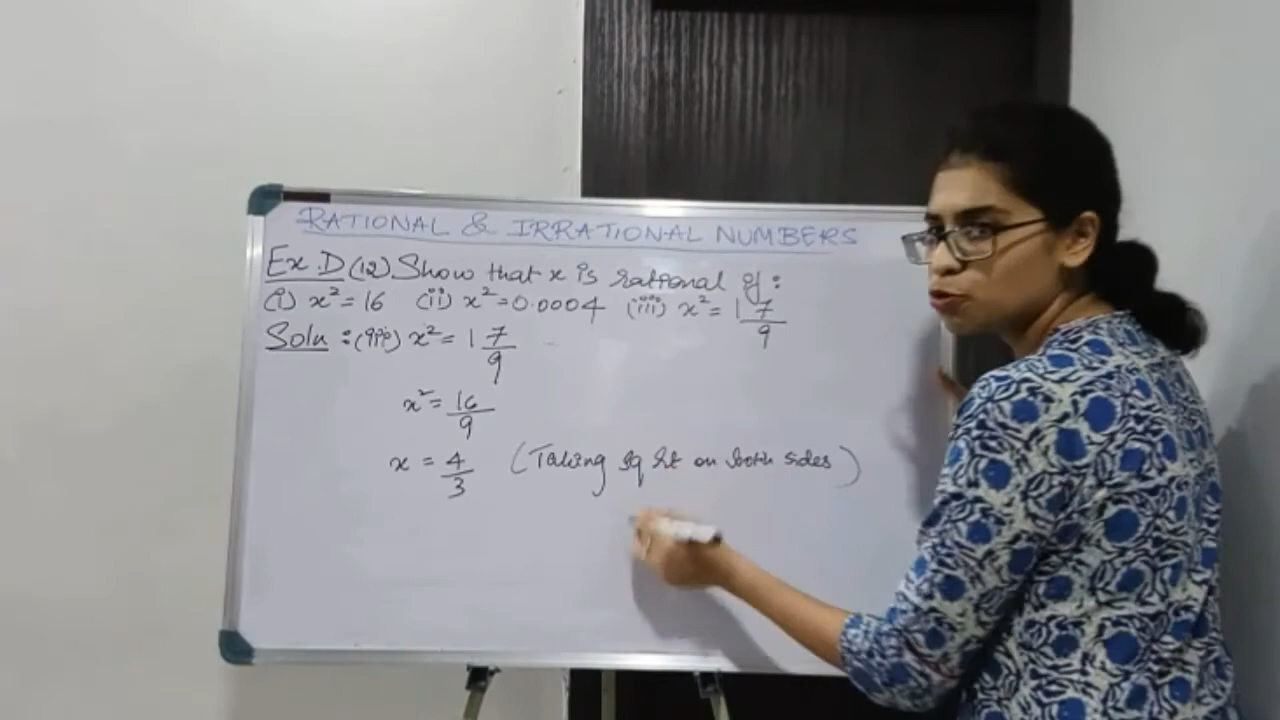 RATIONAL & IRRATIONAL NUMBERS
Ex.D (12). Show that x is rational if:
(i) x² = 16 (ii) x² = 0.0004 (iii) x² = 1 7/9
Soln : (iii) x² = 1 7/9
x² = 16/9
x = 4/3 (Taking sq rt on both sides)